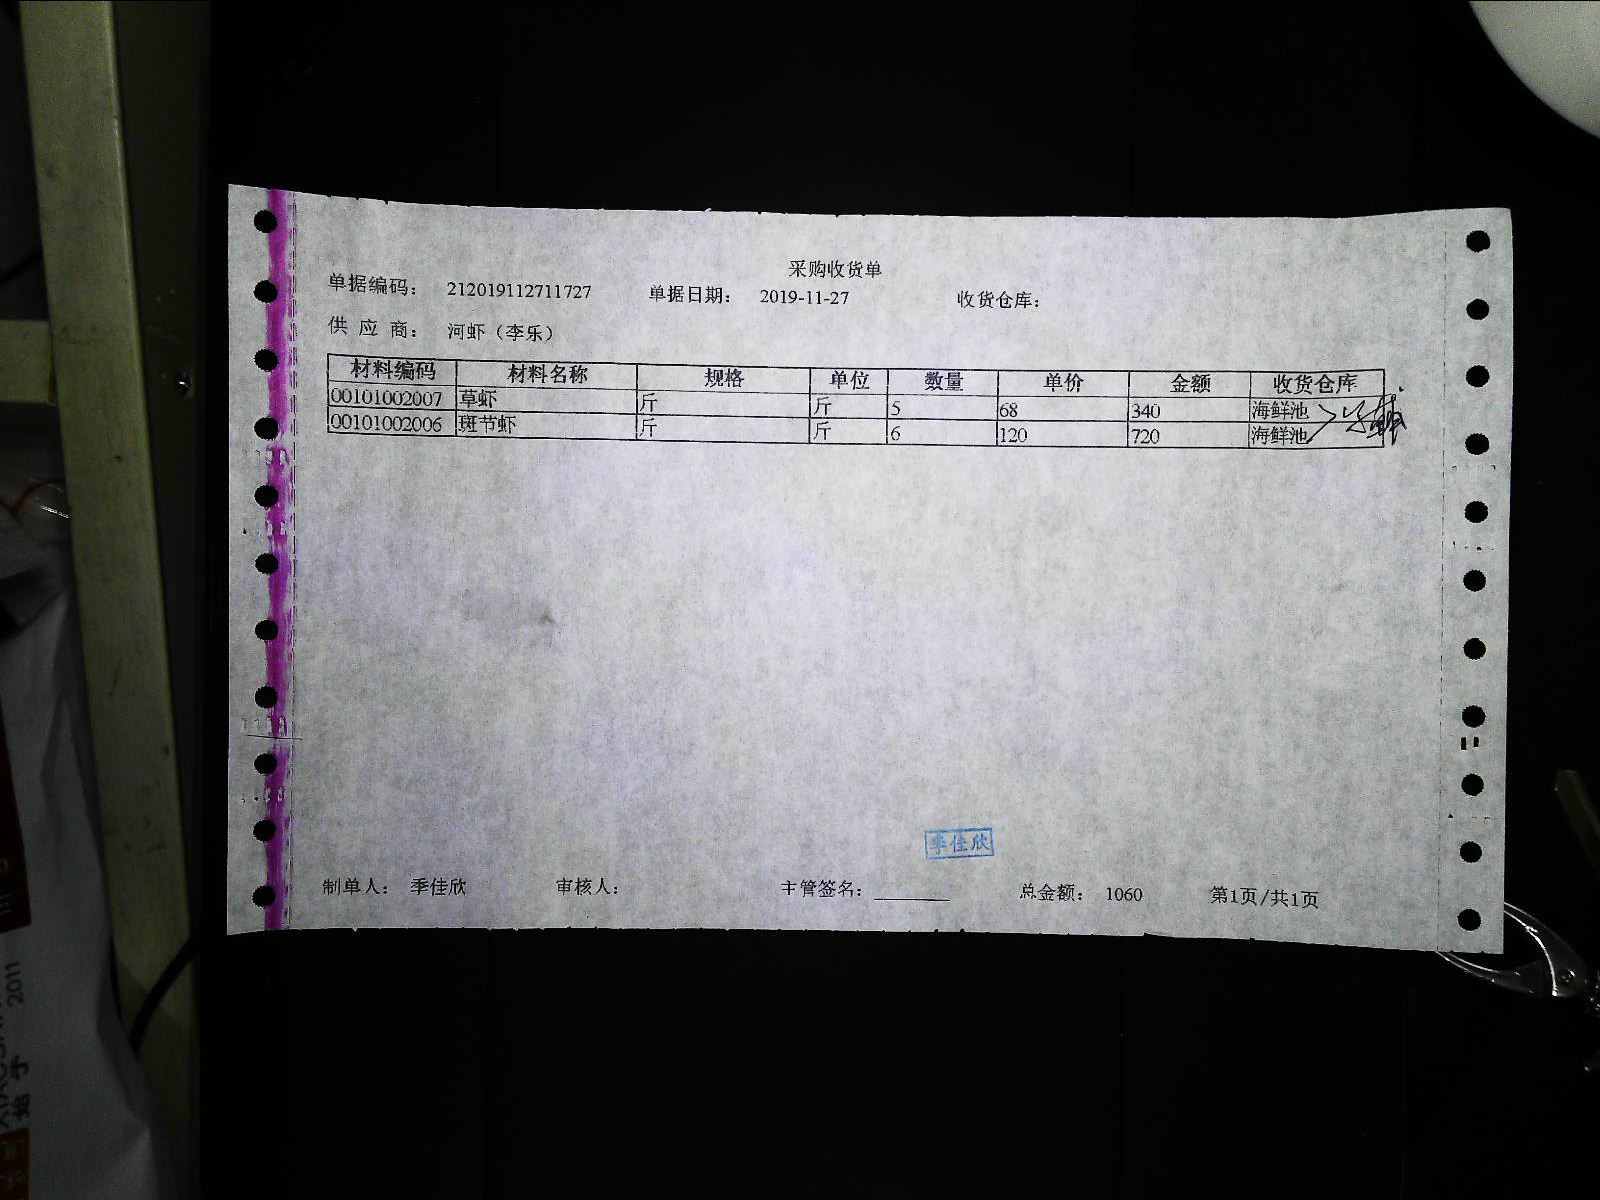 采购收货单
单据编码： 212019112711727 单据日期： 2019-11-27 收货仓库：
供 应 商： 河虾（李乐）
材料编码 材料名称 规格 单位 数量 单价 金额 收货仓库
00101002007 草虾 斤 斤 5 68 340 海鲜池
00101002006 斑节虾 斤 斤 6 120 720 海鲜池
季佳欣
制单人： 季佳欣 审核人： 主管签名： 总金额： 1060 第1页/共1页
2011